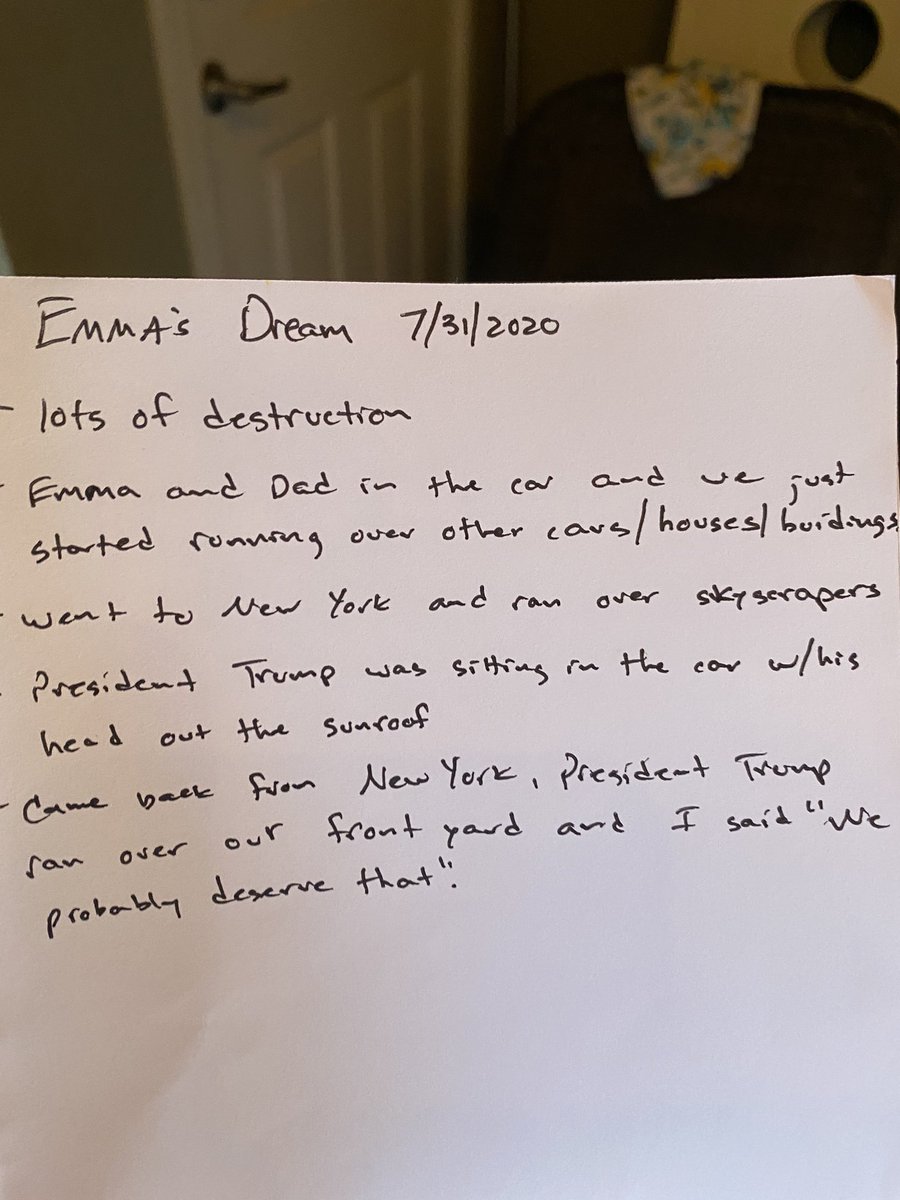 EMMA's Dream 7/31/2020
- lots of destruction
- Emma and Dad in the car and we just
started running over other cars/houses/buidings
- went to New York and ran over skyscrapers
- President Trump was sitting in the car w/his
head out the sunroof
- Came back from New York, President Trump
ran over our front yard and I said "We
probably deserve that".